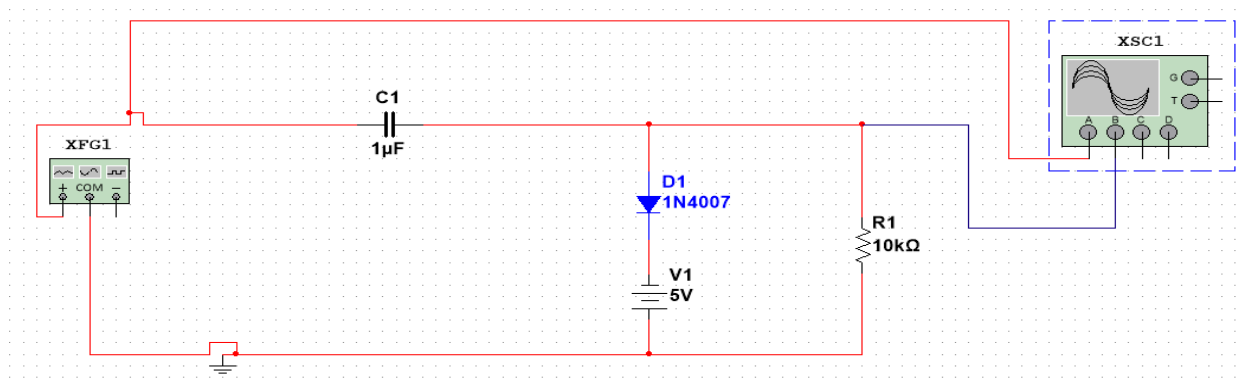 XSC1
G
T
A B C D
C1
1µF
XFG1
+ COM −
D1
1N4007
R1
10kΩ
V1
5V